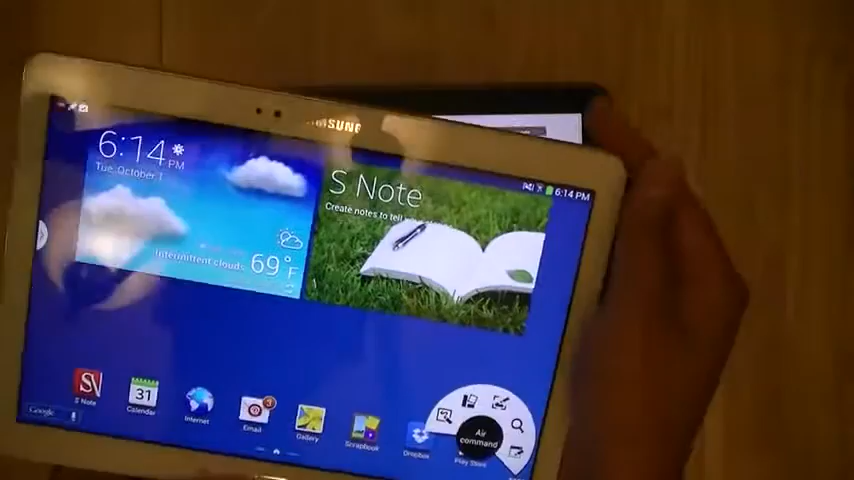 SAMSUNG
6:14 PM
6:14 PM
Tue, October 1
Intermittent clouds
69°F
S Note
Create notes to tell
Air
command
S Note
31
Calendar
Internet
3
Email
Gallery
Scrapbook
Dropbox
Play Store
Google